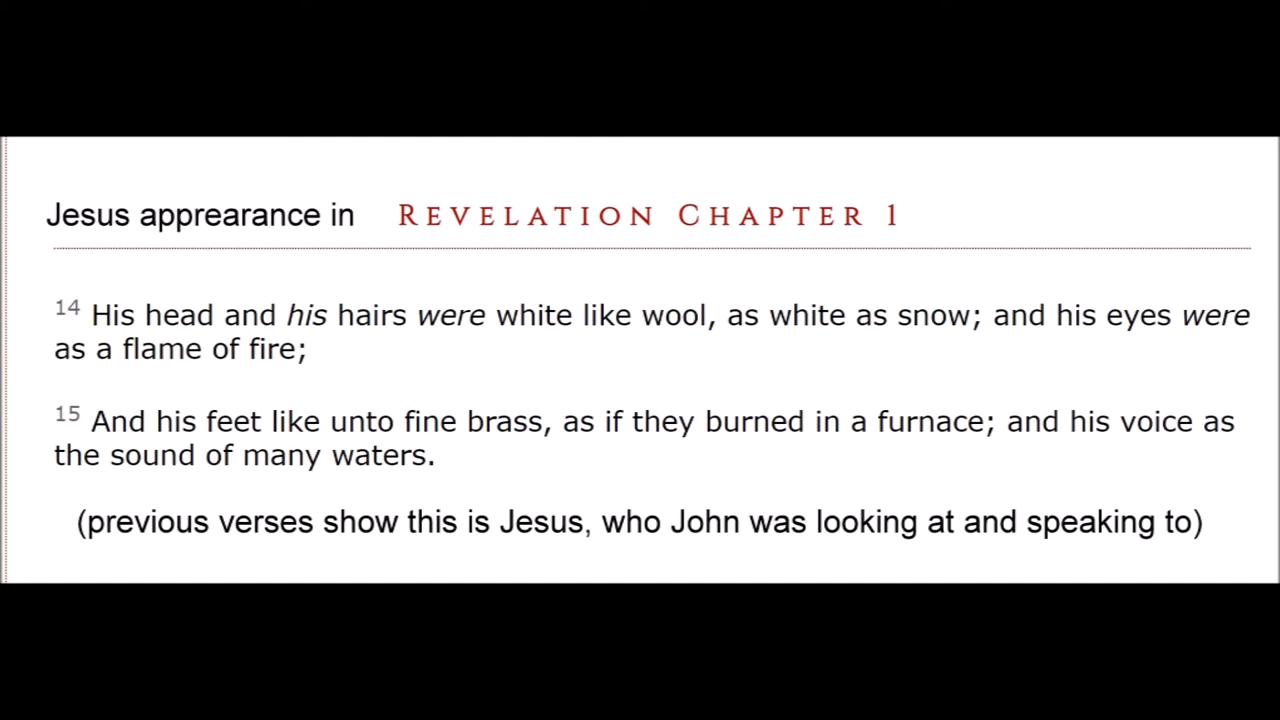 Jesus apprearance in REVELATION CHAPTER 1
14 His head and his hairs were white like wool, as white as snow; and his eyes were
as a flame of fire;
15 And his feet like unto fine brass, as if they burned in a furnace; and his voice as
the sound of many waters.
(previous verses show this is Jesus, who John was looking at and speaking to)